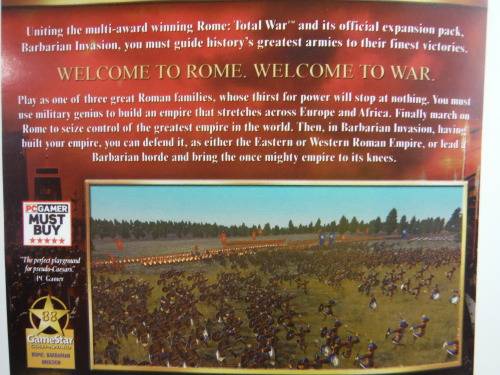 Uniting the multi-award winning Rome: Total War™ and its official expansion pack,
Barbarian Invasion, you must guide history's greatest armies to their finest victories.
WELCOME TO ROME. WELCOME TO WAR.
Play as one of three great Roman families, whose thirst for power will stop at nothing. You must
use military genius to build an empire that stretches across Europe and Africa. Finally march on
Rome to seize control of the greatest empire in the world. Then, in Barbarian Invasion, having
built your empire, you can defend it, as either the Eastern or Western Roman Empire, or lead a
Barbarian horde and bring the once mighty empire to its knees.
PC GAMER
MUST
BUY
"The perfect playground
for pseudo-Caesars."
PC Games
88
GameStar
ROME: BARBARIAN
INVASION